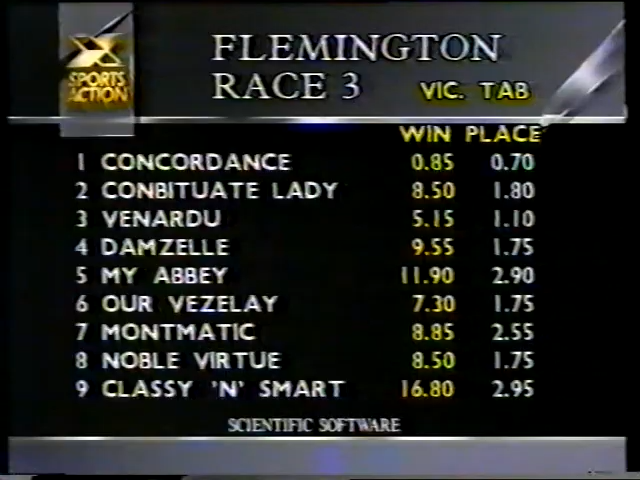 X
SPORTS
ACTION
FLEMINGTON
RACE 3 VIC. TAB
WIN PLACE
1 CONCORDANCE 0.85 0.70
2 CONBITUATE LADY 8.50 1.80
3 VENARDU 5.15 1.10
4 DAMZELLE 9.55 1.75
5 MY ABBEY 11.90 2.90
6 OUR VEZELAY 7.30 1.75
7 MONTMATIC 8.85 2.55
8 NOBLE VIRTUE 8.50 1.75
9 CLASSY 'N' SMART 16.80 2.95
SCIENTIFIC SOFTWARE